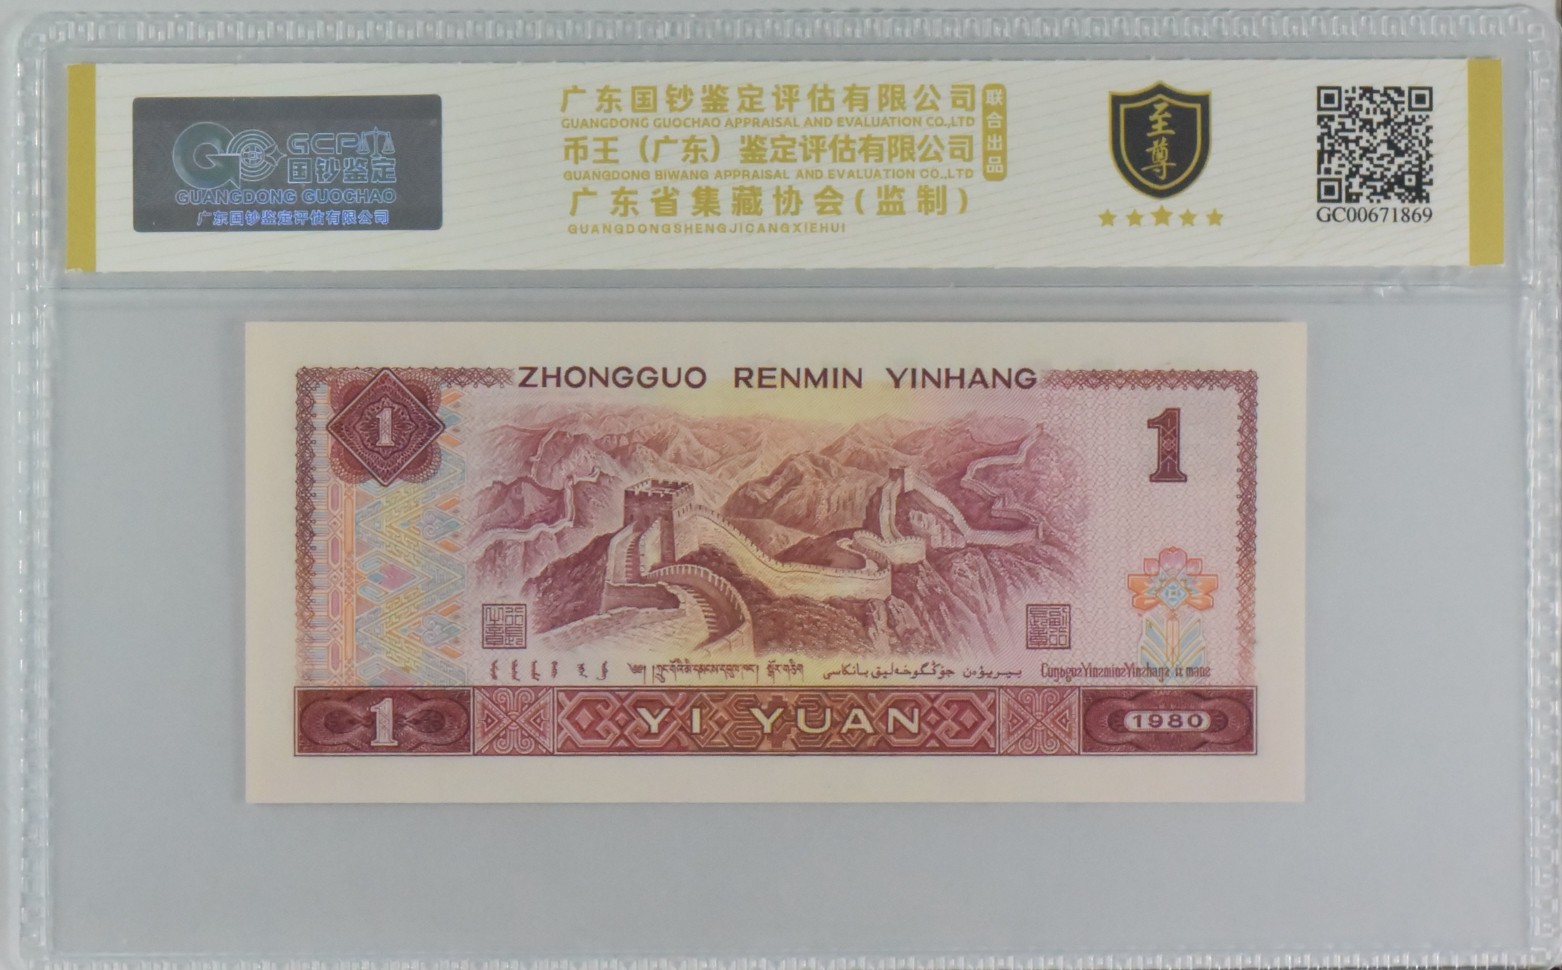 GCP
国钞鉴定
GUANGDONG GUOCHAO
广东国钞鉴定评估有限公司
广东国钞鉴定评估有限公司
GUANGDONG GUOCHAO APPRAISAL AND EVALUATION CO.,LTD
币王（广东）鉴定评估有限公司
GUANGDONG BIWANG APPRAISAL AND EVALUATION CO.,LTD
广东省集藏协会(监制)
GUANGDONGSHENGJICANGXIEHUI
联合出品
至尊
GC00671869
ZHONGGUO RENMIN YINHANG
1
1
1
YI YUAN
1980